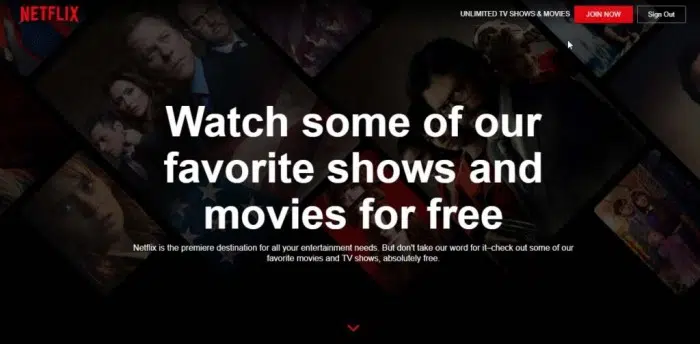 NETFLIX
UNLIMITED TV SHOWS & MOVIES JOIN NOW Sign Out
Watch some of our
favorite shows and
movies for free
Netflix is the premiere destination for all your entertainment needs. But don't take our word for it–check out some of our
favorite movies and TV shows, absolutely free.